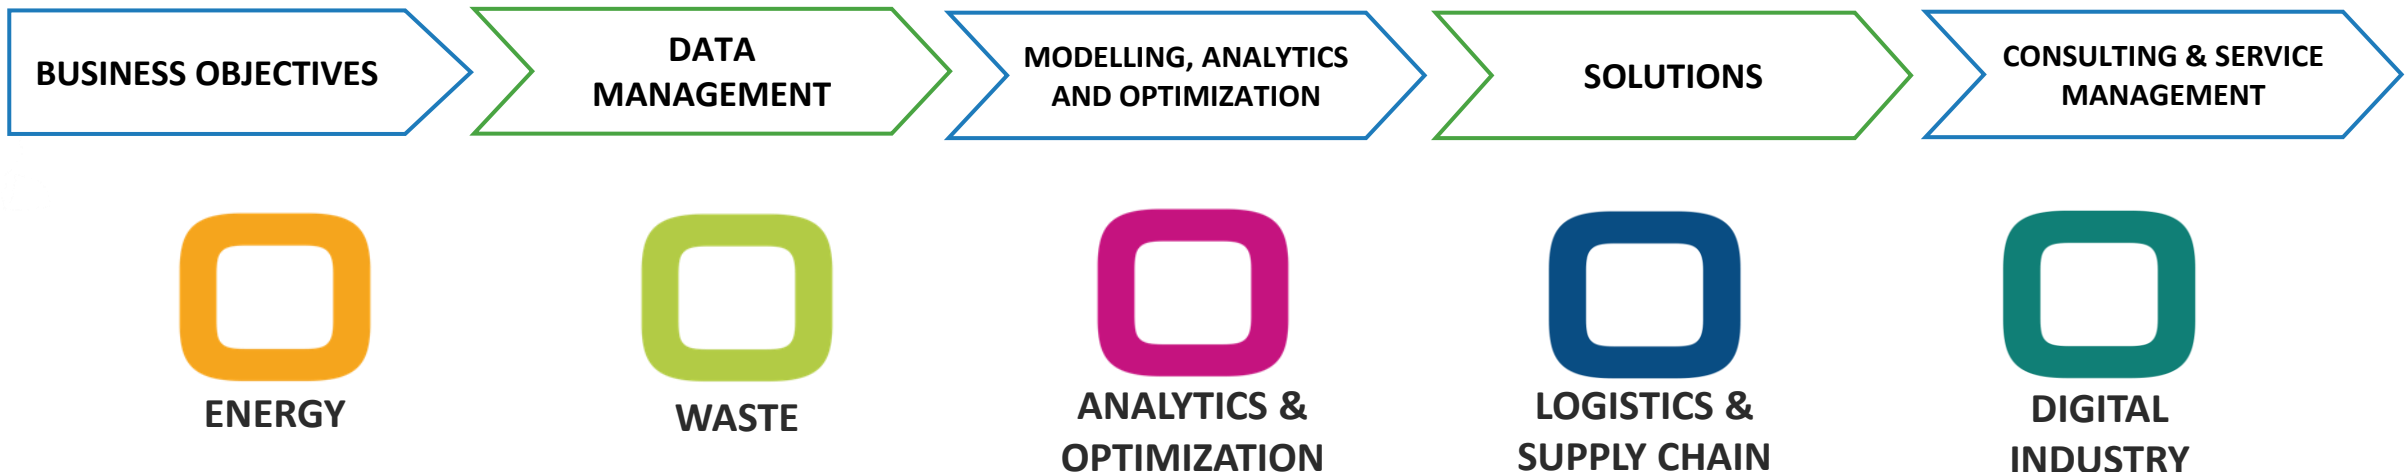 BUSINESS OBJECTIVES
DATA
MANAGEMENT
MODELLING, ANALYTICS
AND OPTIMIZATION
SOLUTIONS
CONSULTING & SERVICE
MANAGEMENT
ENERGY
WASTE
ANALYTICS &
OPTIMIZATION
LOGISTICS &
SUPPLY CHAIN
DIGITAL
INDUSTRY